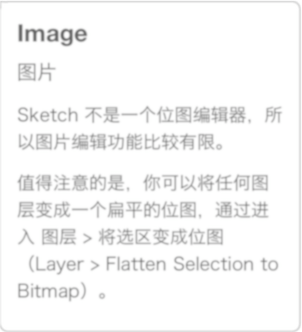 Image
图片
Sketch 不是一个位图编辑器，所
以图片编辑功能比较有限。
值得注意的是，你可以将任何图
层变成一个扁平的位图，通过进
入 图层 > 将选区变成位图
（Layer > Flatten Selection to
Bitmap）。